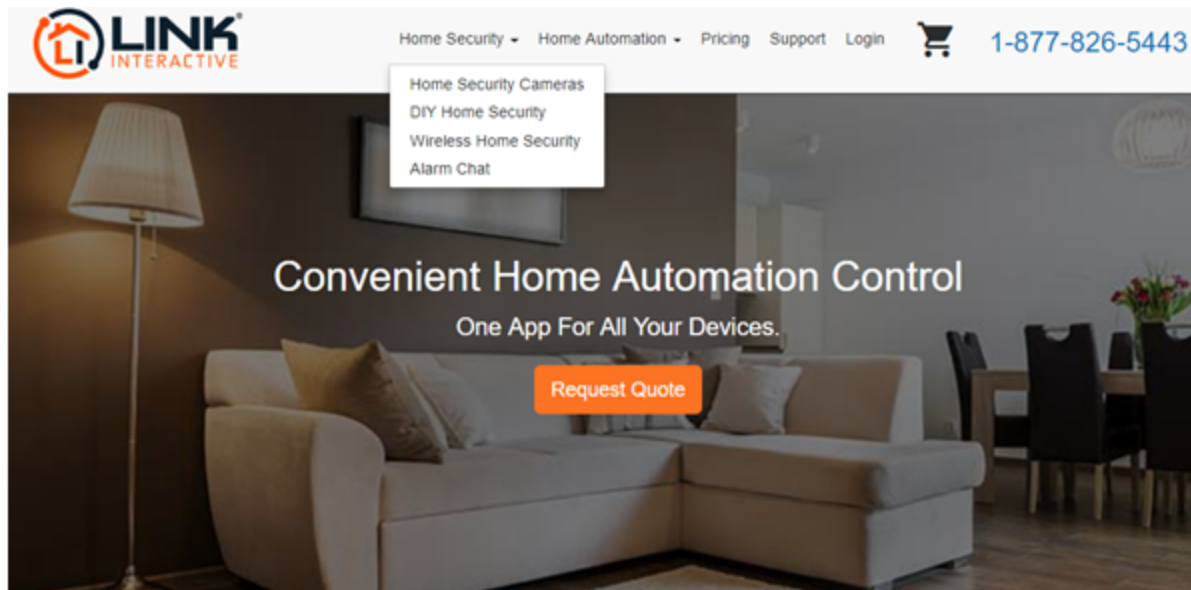 LINK®
INTERACTIVE
LI
Home Security Home Automation Pricing Support Login 1-877-826-5443
Home Security Cameras
DIY Home Security
Wireless Home Security
Alarm Chat
Convenient Home Automation Control
One App For All Your Devices.
Request Quote